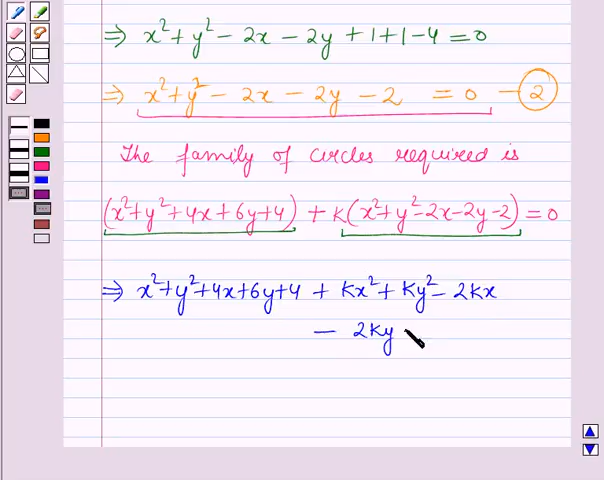 ⇒ x²+y²-2x-2y+1+1-4=0
⇒ x²+y²-2x-2y-2 = 0 - 2
The family of circles required is
(x²+y²+4x+6y+4) + K(x²+y²-2x-2y-2) = 0
⇒ x²+y²+4x+6y+4 + Kx²+Ky²-2Kx
- 2Ky